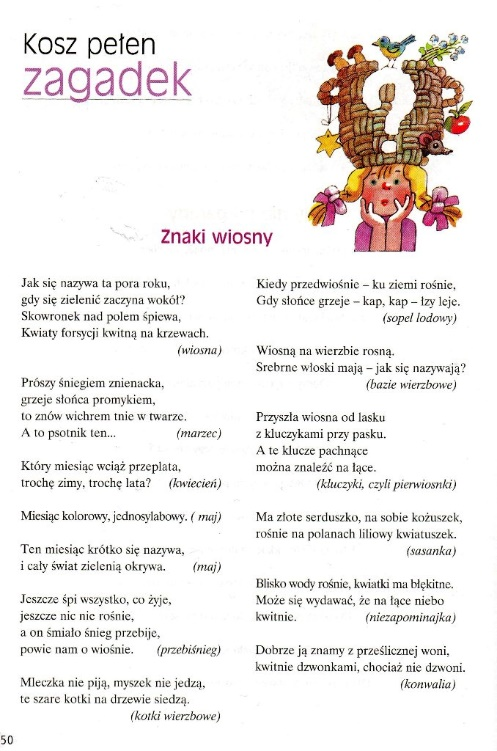 Kosz pełen
zagadek
Znaki wiosny
Jak się nazywa ta pora roku,
gdy się zielenić zaczyna wokół?
Skowronek nad polem śpiewa,
Kwiaty forsycji kwitną na krzewach.
(wiosna)
Prószy śniegiem znienacka,
grzeje słońca promykiem,
to znów wichrem tnie w twarze.
A to psotnik ten... (marzec)
Który miesiąc wciąż przeplata,
trochę zimy, trochę lata? (kwiecień)
Miesiąc kolorowy, jednosylabowy. ( maj)
Ten miesiąc krótko się nazywa,
i cały świat zielenią okrywa. (maj)
Jeszcze śpi wszystko, co żyje,
jeszcze nic nie rośnie,
a on śmiało śnieg przebije,
powie nam o wiośnie. (przebiśnieg)
Mleczka nie piją, myszek nie jedzą,
te szare kotki na drzewie siedzą.
(kotki wierzbowe)
Kiedy przedwiośnie – ku ziemi rośnie,
Gdy słońce grzeje – kap, kap – łzy leje.
(sopel lodowy)
Wiosną na wierzbie rosną.
Srebrne włoski mają – jak się nazywają?
(bazie wierzbowe)
Przyszła wiosna od lasku
z kluczykami przy pasku.
A te klucze pachnące
można znaleźć na łące.
(kluczyki, czyli pierwiosnki)
Ma złote serduszko, na sobie kożuszek,
rośnie na polanach liliowy kwiatuszek.
(sasanka)
Blisko wody rośnie, kwiatki ma błękitne.
Może się wydawać, że na łące niebo
kwitnie. (niezapominajka)
Dobrze ją znamy z prześlicznej woni,
kwitnie dzwonkami, chociaż nie dzwoni.
(konwalia)
50